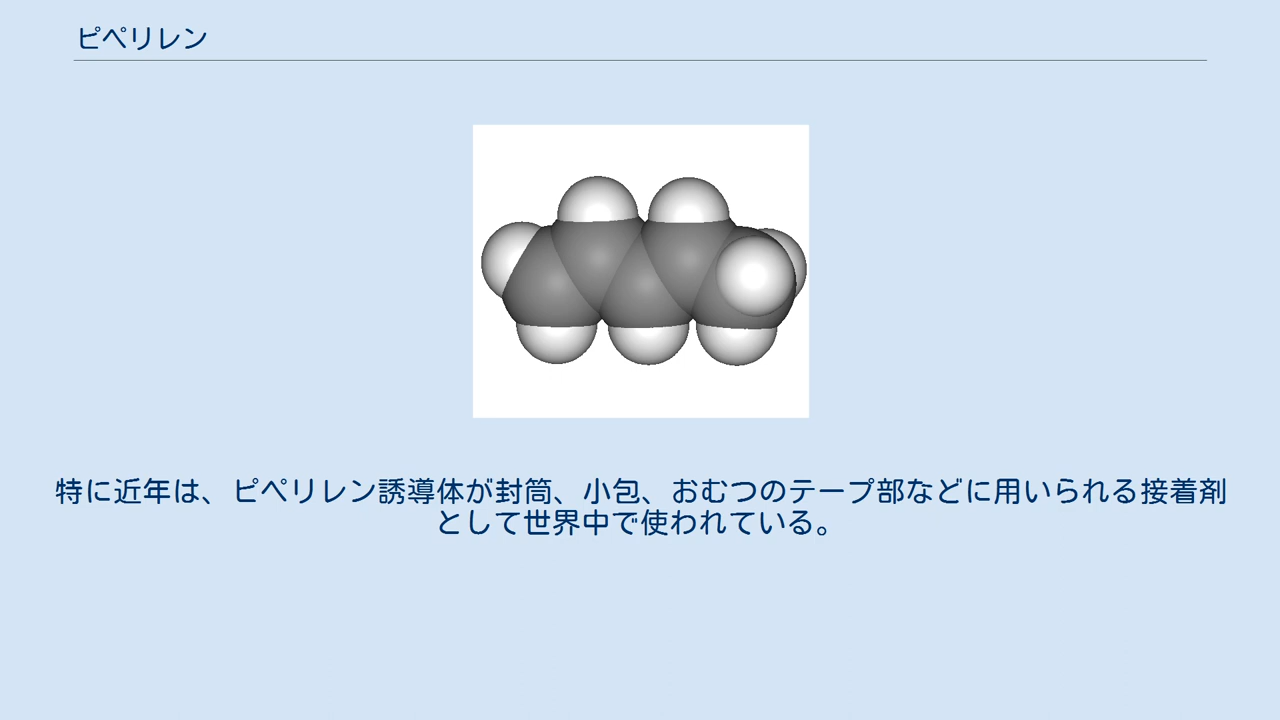 ピペリレン
特に近年は、ピペリレン誘導体が封筒、小包、おむつのテープ部などに用いられる接着剤
として世界中で使われている。